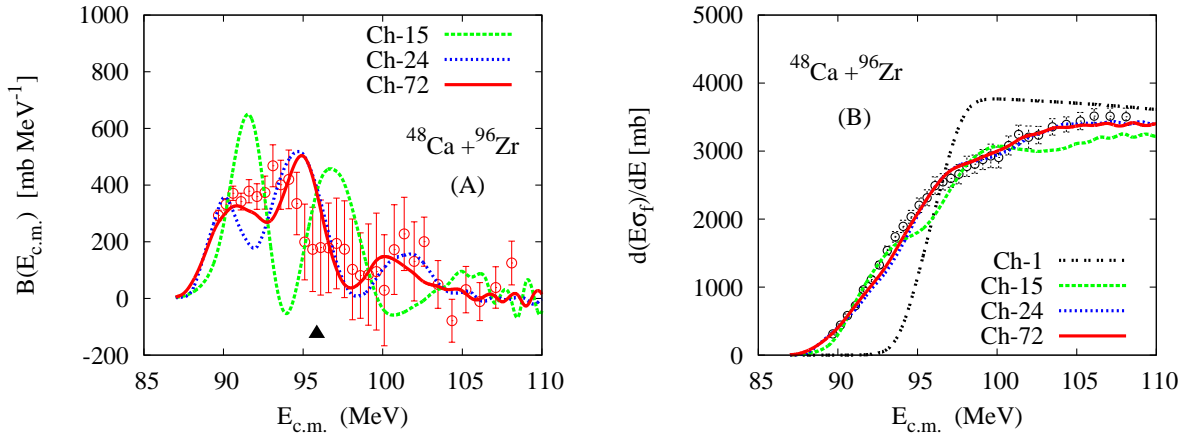 1000
800
600
400
200
0
-200
85 90 95 100 105 110
B(E_c.m.) [mb MeV^-1]
E_c.m. (MeV)
Ch-15
Ch-24
Ch-72
^48Ca +^96Zr
(A)
5000
4000
3000
2000
1000
0
85 90 95 100 105 110
d(Eσ_f)/dE [mb]
E_c.m. (MeV)
^48Ca +^96Zr
(B)
Ch-1
Ch-15
Ch-24
Ch-72